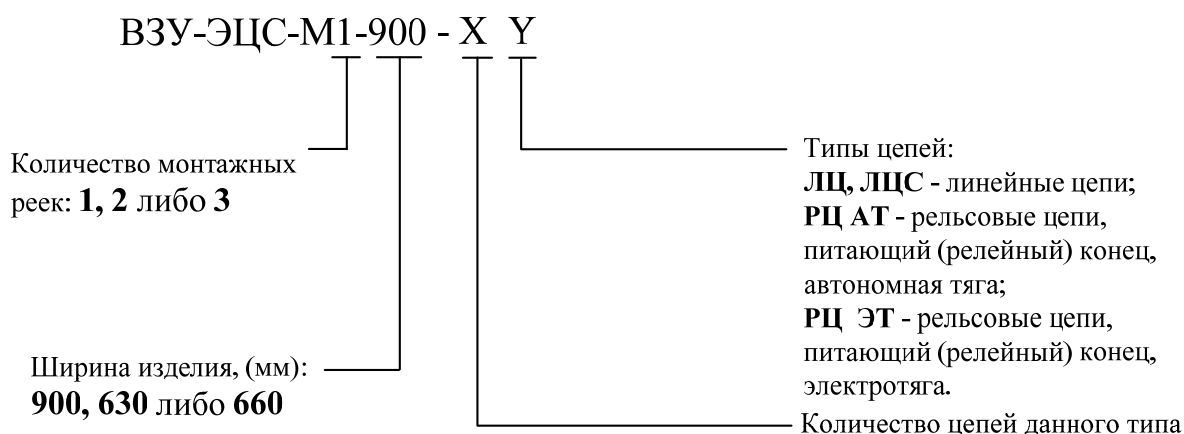 ВЗУ-ЭЦС-М1-900 - X Y
Количество монтажных
реек: 1, 2 либо 3
Ширина изделия, (мм):
900, 630 либо 660
Типы цепей:
ЛЦ, ЛЦС - линейные цепи;
РЦ АТ - рельсовые цепи,
питающий (релейный) конец,
автономная тяга;
РЦ ЭТ - рельсовые цепи,
питающий (релейный) конец,
электротяга.
Количество цепей данного типа